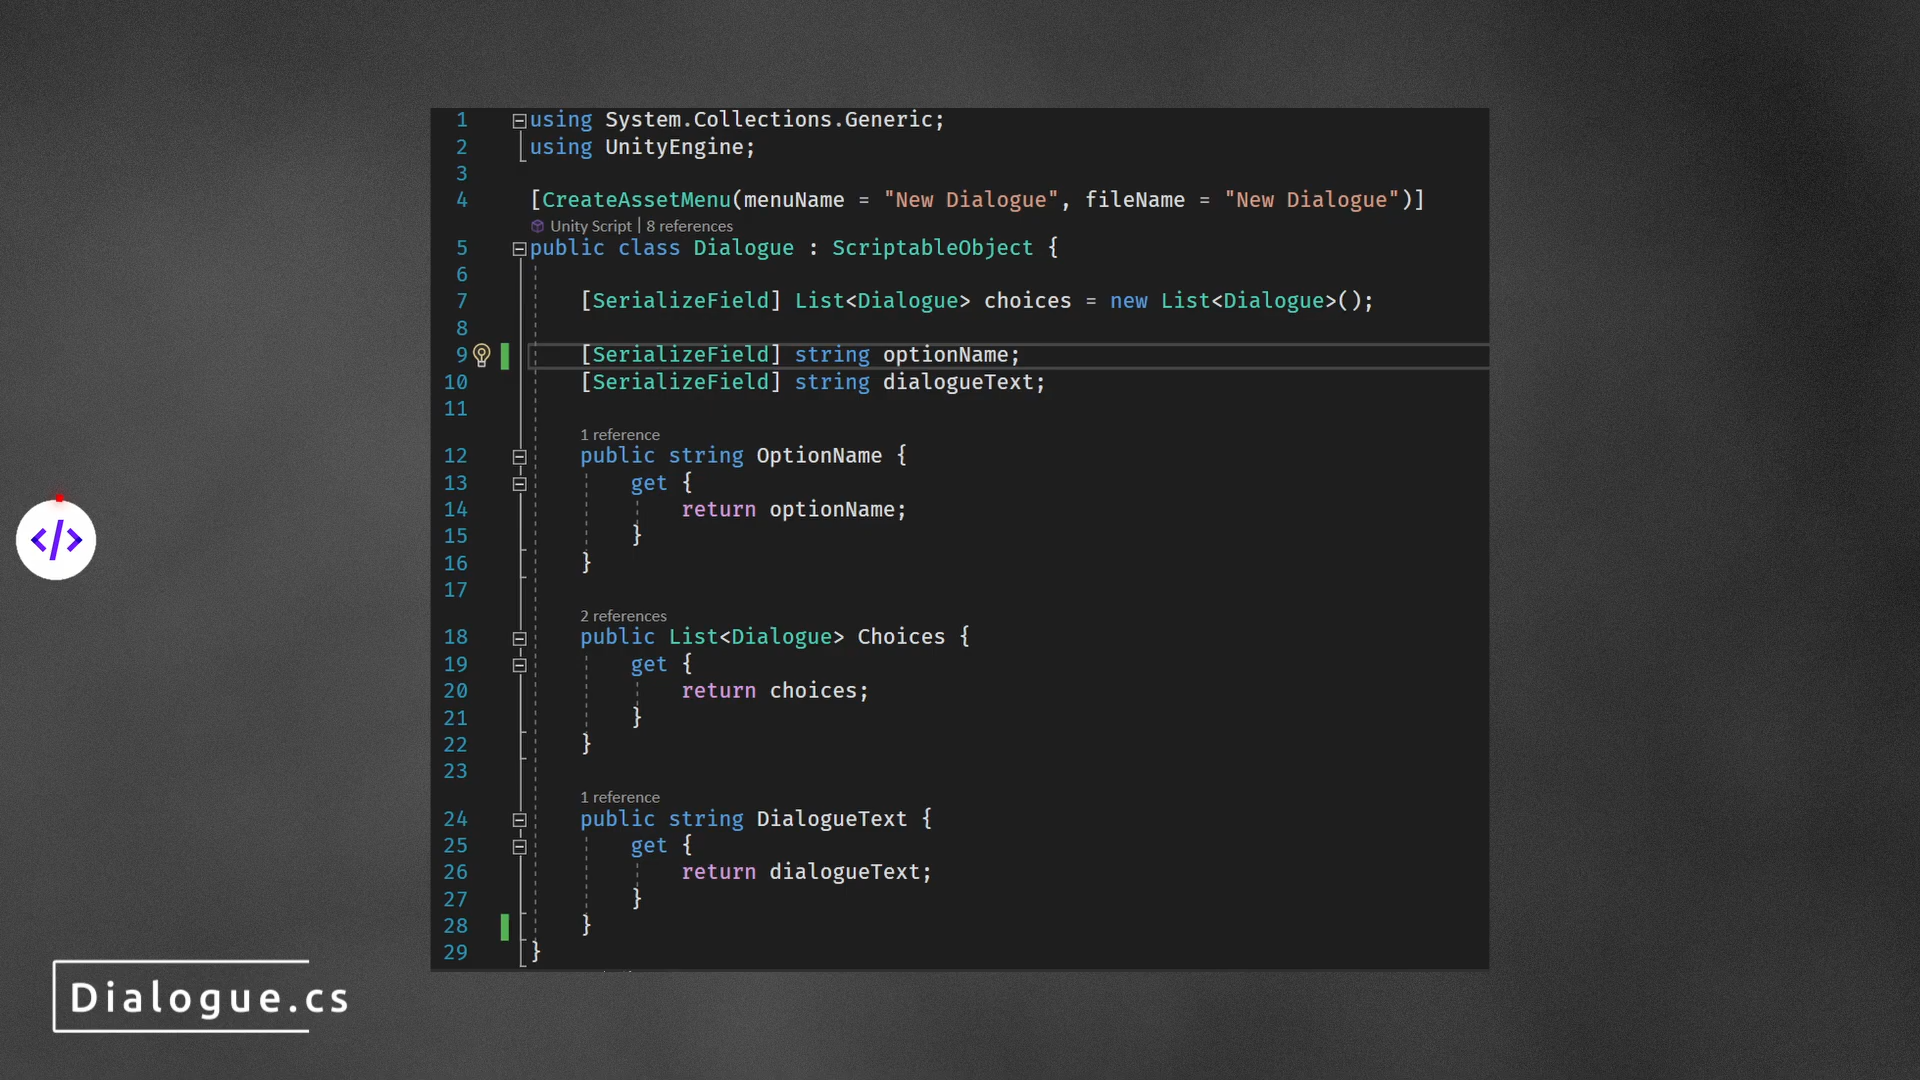 1 using System.Collections.Generic;
2 using UnityEngine;
3
4 [CreateAssetMenu(menuName = "New Dialogue", fileName = "New Dialogue")]
Unity Script | 8 references
5 public class Dialogue : ScriptableObject {
6
7 [SerializeField] List<Dialogue> choices = new List<Dialogue>();
8
9 [SerializeField] string optionName;
10 [SerializeField] string dialogueText;
11
1 reference
12 public string OptionName {
13 get {
14 return optionName;
15 }
16 }
17
2 references
18 public List<Dialogue> Choices {
19 get {
20 return choices;
21 }
22 }
23
1 reference
24 public string DialogueText {
25 get {
26 return dialogueText;
27 }
28 }
29 }
</>
Dialogue.cs